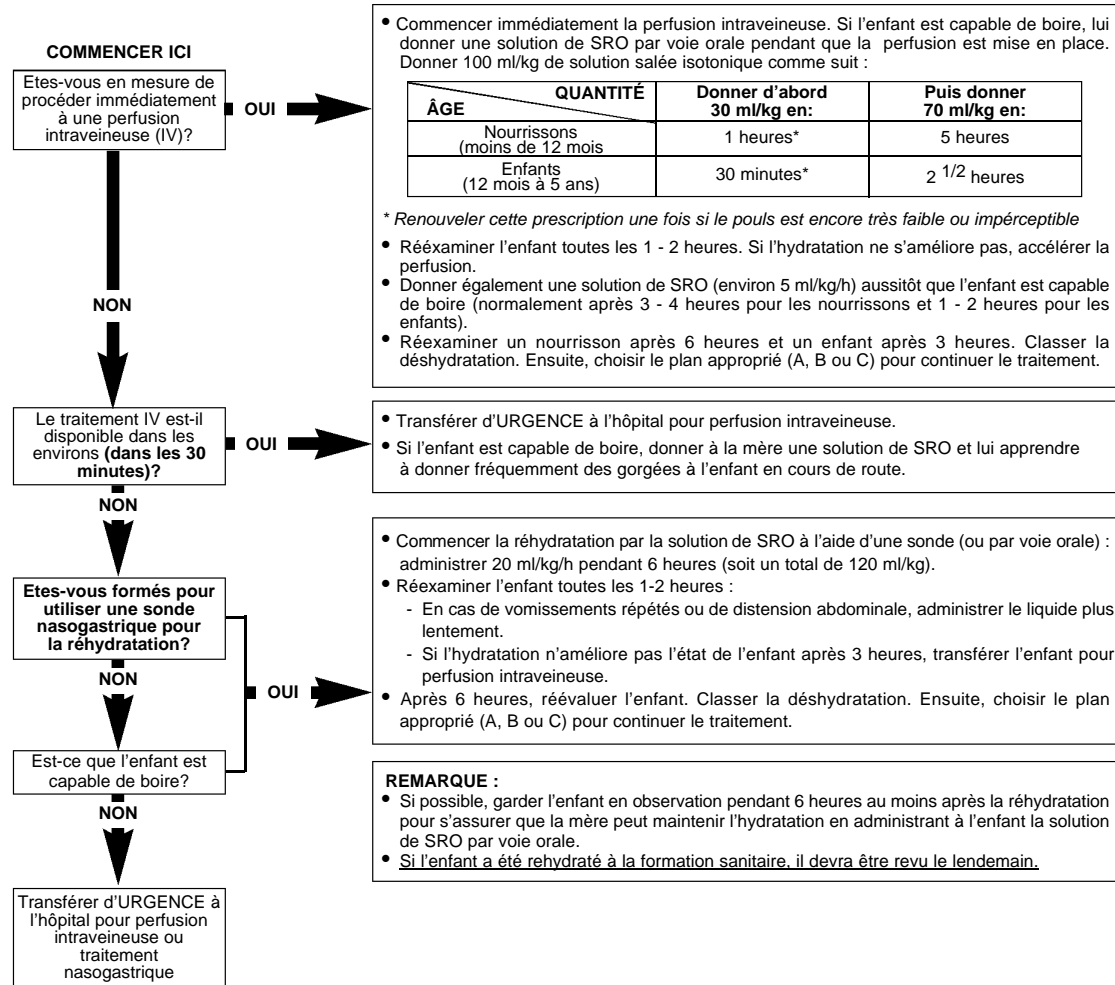 COMMENCER ICI
Etes-vous en mesure de
procéder immédiatement
à une perfusion
intraveineuse (IV)?
OUI
• Commencer immédiatement la perfusion intraveineuse. Si l'enfant est capable de boire, lui
donner une solution de SRO par voie orale pendant que la perfusion est mise en place.
Donner 100 ml/kg de solution salée isotonique comme suit :
QUANTITÉ
ÂGE
Donner d'abord
30 ml/kg en:
Puis donner
70 ml/kg en:
Nourrissons
(moins de 12 mois
1 heures*
5 heures
Enfants
(12 mois à 5 ans)
30 minutes*
2 1/2 heures
* Renouveler cette prescription une fois si le pouls est encore très faible ou impérceptible
• Rééxaminer l'enfant toutes les 1 - 2 heures. Si l'hydratation ne s'améliore pas, accélérer la
perfusion.
• Donner également une solution de SRO (environ 5 ml/kg/h) aussitôt que l'enfant est capable
de boire (normalement après 3 - 4 heures pour les nourrissons et 1 - 2 heures pour les
enfants).
• Réexaminer un nourrisson après 6 heures et un enfant après 3 heures. Classer la
déshydratation. Ensuite, choisir le plan approprié (A, B ou C) pour continuer le traitement.
NON
Le traitement IV est-il
disponible dans les
environs (dans les 30
minutes)?
OUI
• Transférer d'URGENCE à l'hôpital pour perfusion intraveineuse.
• Si l'enfant est capable de boire, donner à la mère une solution de SRO et lui apprendre
à donner fréquemment des gorgées à l'enfant en cours de route.
NON
Etes-vous formés pour
utiliser une sonde
nasogastrique pour
la réhydratation?
NON
Est-ce que l'enfant est
capable de boire?
OUI
• Commencer la réhydratation par la solution de SRO à l'aide d'une sonde (ou par voie orale) :
administrer 20 ml/kg/h pendant 6 heures (soit un total de 120 ml/kg).
• Réexaminer l'enfant toutes les 1-2 heures :
- En cas de vomissements répétés ou de distension abdominale, administrer le liquide plus
lentement.
- Si l'hydratation n'améliore pas l'état de l'enfant après 3 heures, transférer l'enfant pour
perfusion intraveineuse.
• Après 6 heures, réévaluer l'enfant. Classer la déshydratation. Ensuite, choisir le plan
approprié (A, B ou C) pour continuer le traitement.
NON
Transférer d'URGENCE à
l'hôpital pour perfusion
intraveineuse ou
traitement
nasogastrique
REMARQUE :
• Si possible, garder l'enfant en observation pendant 6 heures au moins après la réhydratation
pour s'assurer que la mère peut maintenir l'hydratation en administrant à l'enfant la solution
de SRO par voie orale.
• Si l'enfant a été rehydraté à la formation sanitaire, il devra être revu le lendemain.